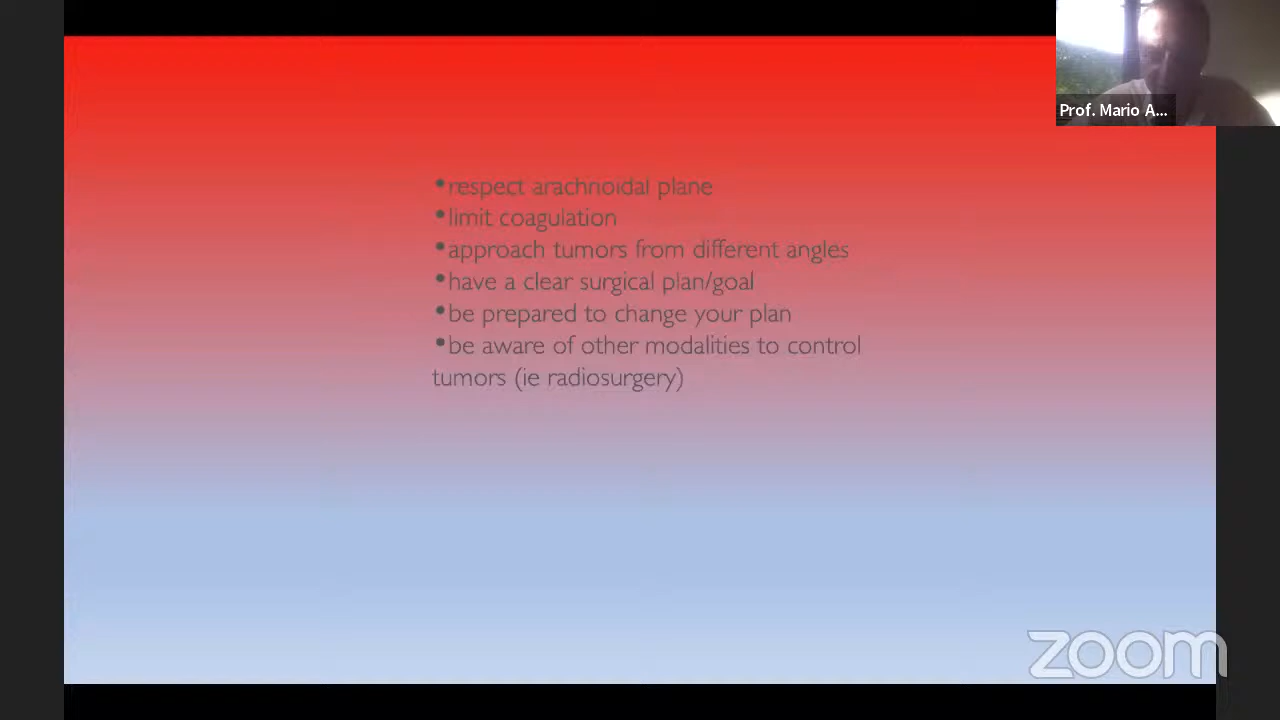 Prof. Mario A...
•respect arachnoidal plane
•limit coagulation
•approach tumors from different angles
•have a clear surgical plan/goal
•be prepared to change your plan
•be aware of other modalities to control
tumors (ie radiosurgery)
zoom